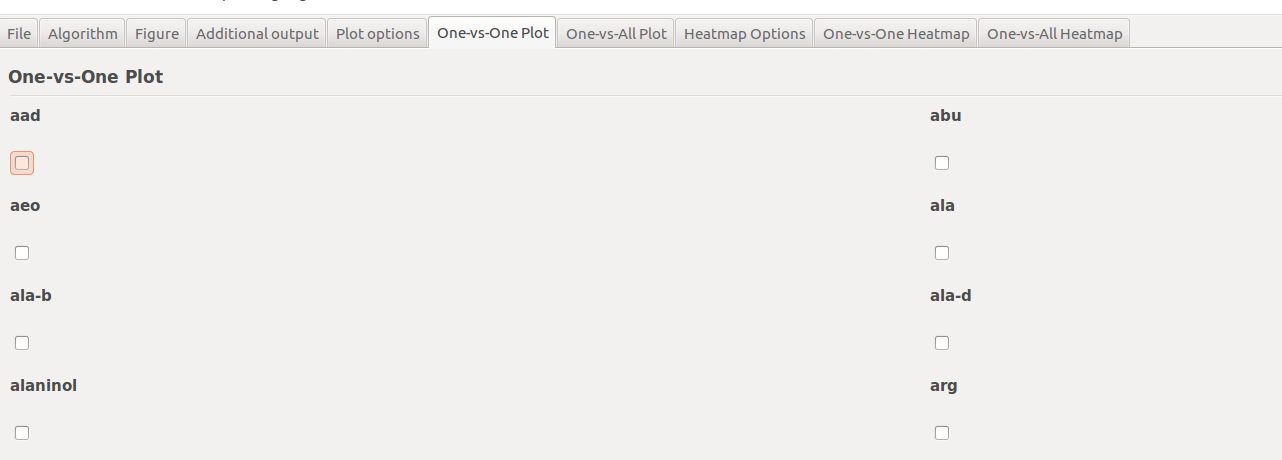 File Algorithm Figure Additional output Plot options One-vs-One Plot One-vs-All Plot Heatmap Options One-vs-One Heatmap One-vs-All Heatmap
One-vs-One Plot
aad abu
aeo ala
ala-b ala-d
alaninol arg